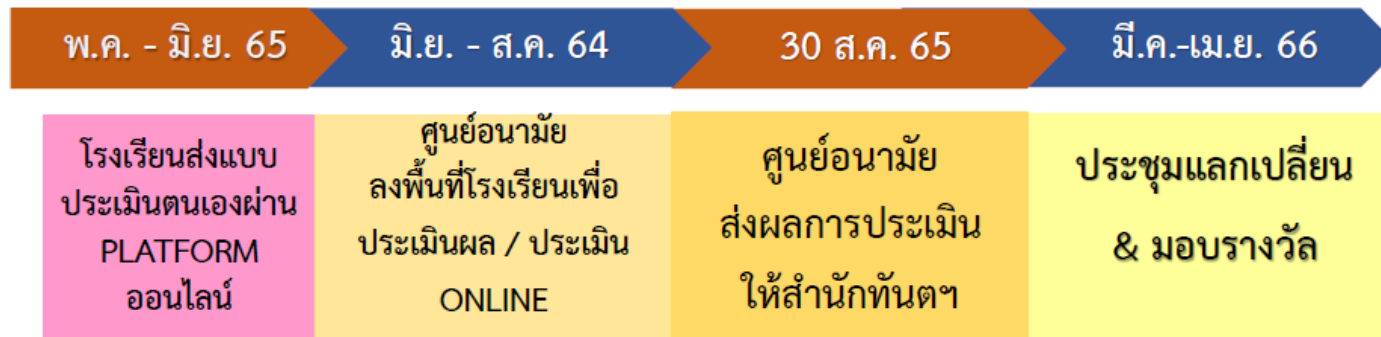 พ.ค. - มิ.ย. 65
มิ.ย. - ส.ค. 64
30 ส.ค. 65
มี.ค.-เม.ย. 66
โรงเรียนส่งแบบ
ประเมินตนเองผ่าน
PLATFORM
ออนไลน์
ศูนย์อนามัย
ลงพื้นที่โรงเรียนเพื่อ
ประเมินผล / ประเมิน
ONLINE
ศูนย์อนามัย
ส่งผลการประเมิน
ให้สำนักทันตฯ
ประชุมแลกเปลี่ยน
& มอบรางวัล